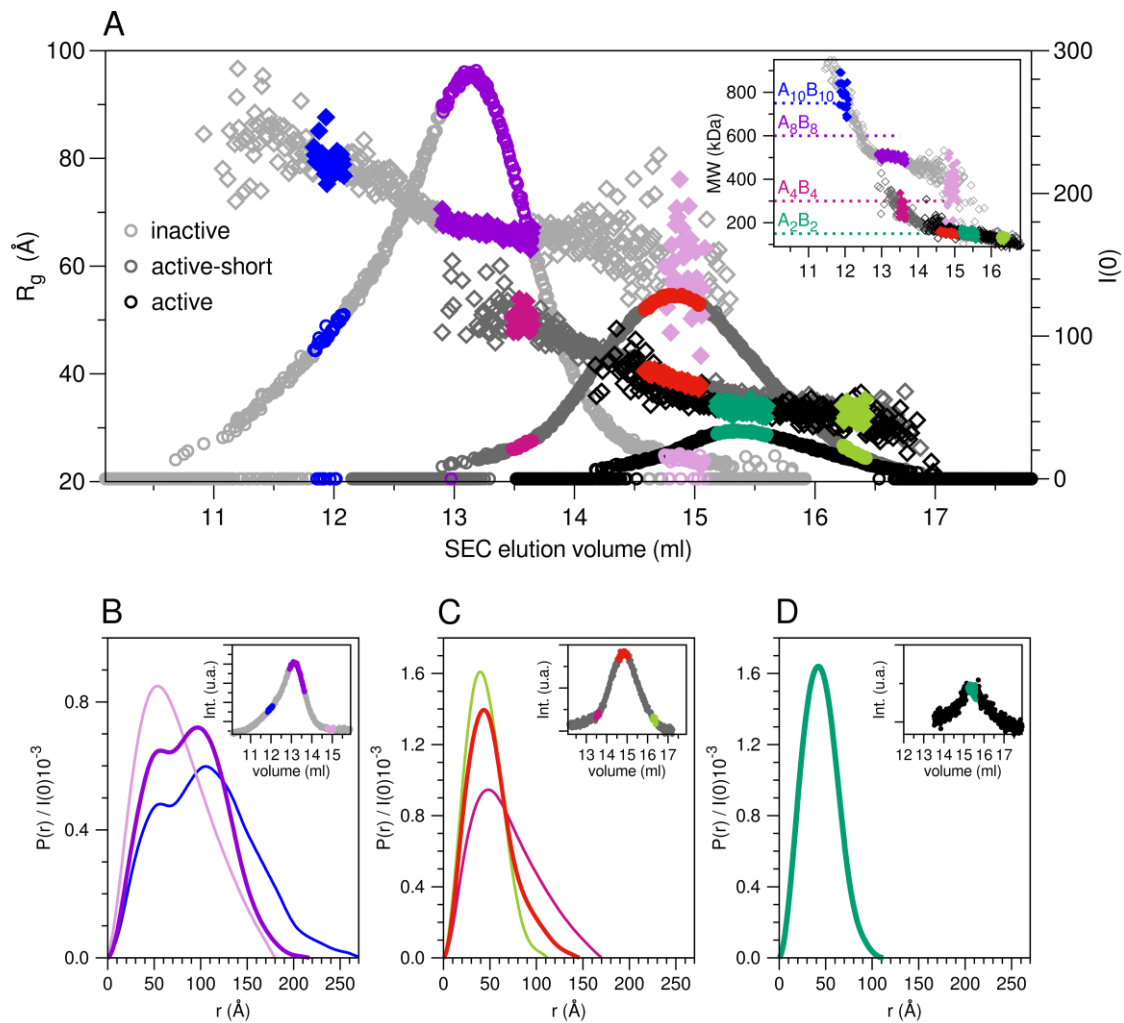 A
100
80
60
40
20
Rg (Å)
300
200
100
0
I(0)
inactive
active-short
active
11 12 13 14 15 16 17
SEC elution volume (ml)
A10B10
A8B8
A4B4
A2B2
800
600
400
200
MW (kDa)
11 12 13 14 15 16
B
0.8
0.4
0.0
P(r) / I(0)10-3
0 50 100 150 200 250
r (Å)
Int. (u.a.)
11 12 13 14 15
volume (ml)
C
1.6
1.2
0.8
0.4
0.0
P(r) / I(0)10-3
0 50 100 150 200 250
r (Å)
Int. (u.a.)
13 14 15 16 17
volume (ml)
D
1.6
1.2
0.8
0.4
0.0
P(r) / I(0)10-3
0 50 100 150 200 250
r (Å)
Int. (u.a.)
12 13 14 15 16 17
volume (ml)